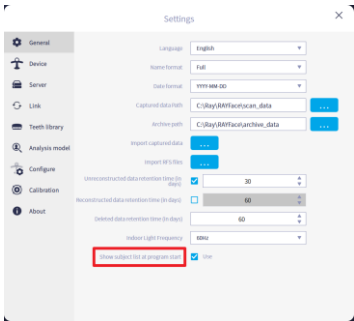 Settings
General
Device
Server
Link
Teeth library
Analysis model
Configure
Calibration
About
Language English
Name format Full
Date format YYYY-MM-DD
Captured data Path C:\Ray\RAYFace\scan_data ...
Archive path C:\Ray\RAYFace\archive_data ...
Import captured data ...
Import RFS files ...
Unreconstructed data retention time (in
days) 30
Reconstructed data retention time (in days) 60
Deleted data retention time (in days) 60
Indoor Light Frequency 60Hz
Show subject list at program start Use